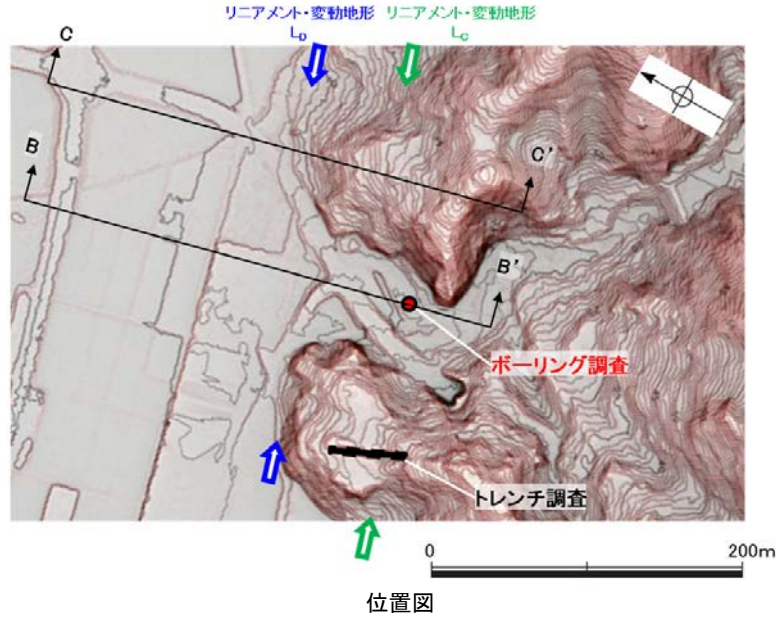 リニアメント・変動地形
L_D
リニアメント・変動地形
L_C
C
B
C'
B'
ボーリング調査
トレンチ調査
0
200m
位置図